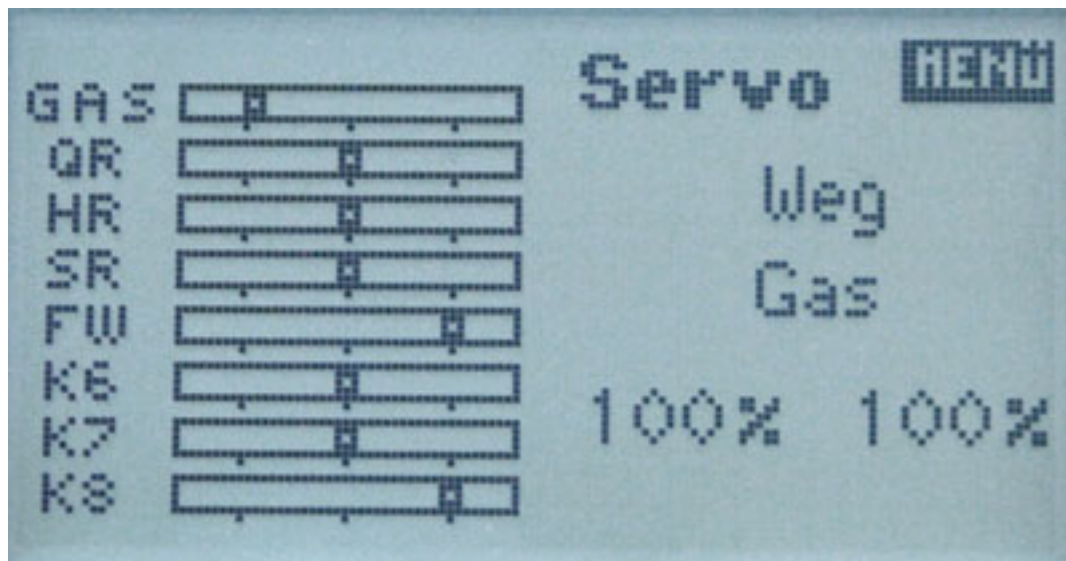 Servo MENU
GAS
QR
HR
SR
FW
K6
K7
K8
Weg
Gas
100% 100%